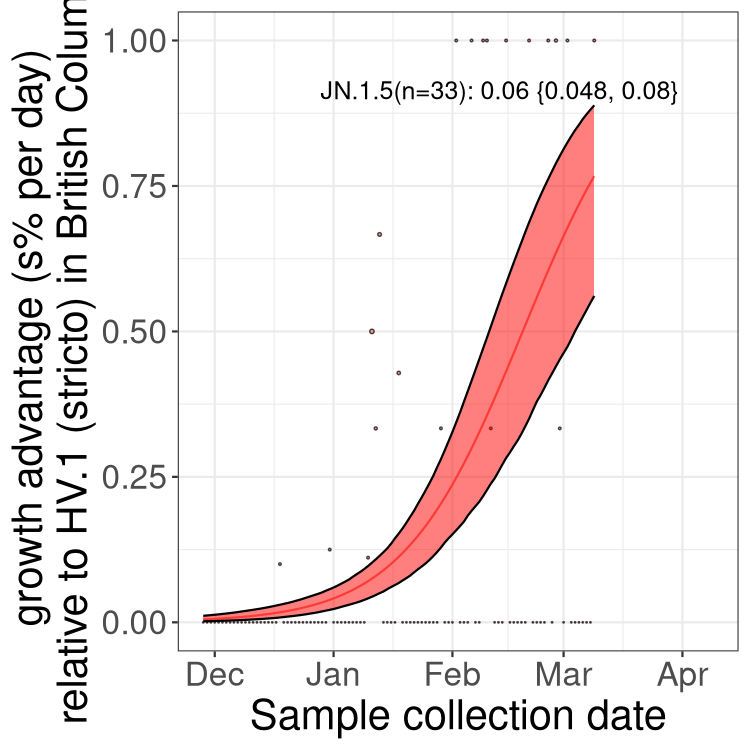 growth advantage (s% per day)
relative to HV.1 (stricto) in British Colum
1.00
0.75
0.50
0.25
0.00
JN.1.5(n=33): 0.06 {0.048, 0.08}
Dec Jan Feb Mar Apr
Sample collection date